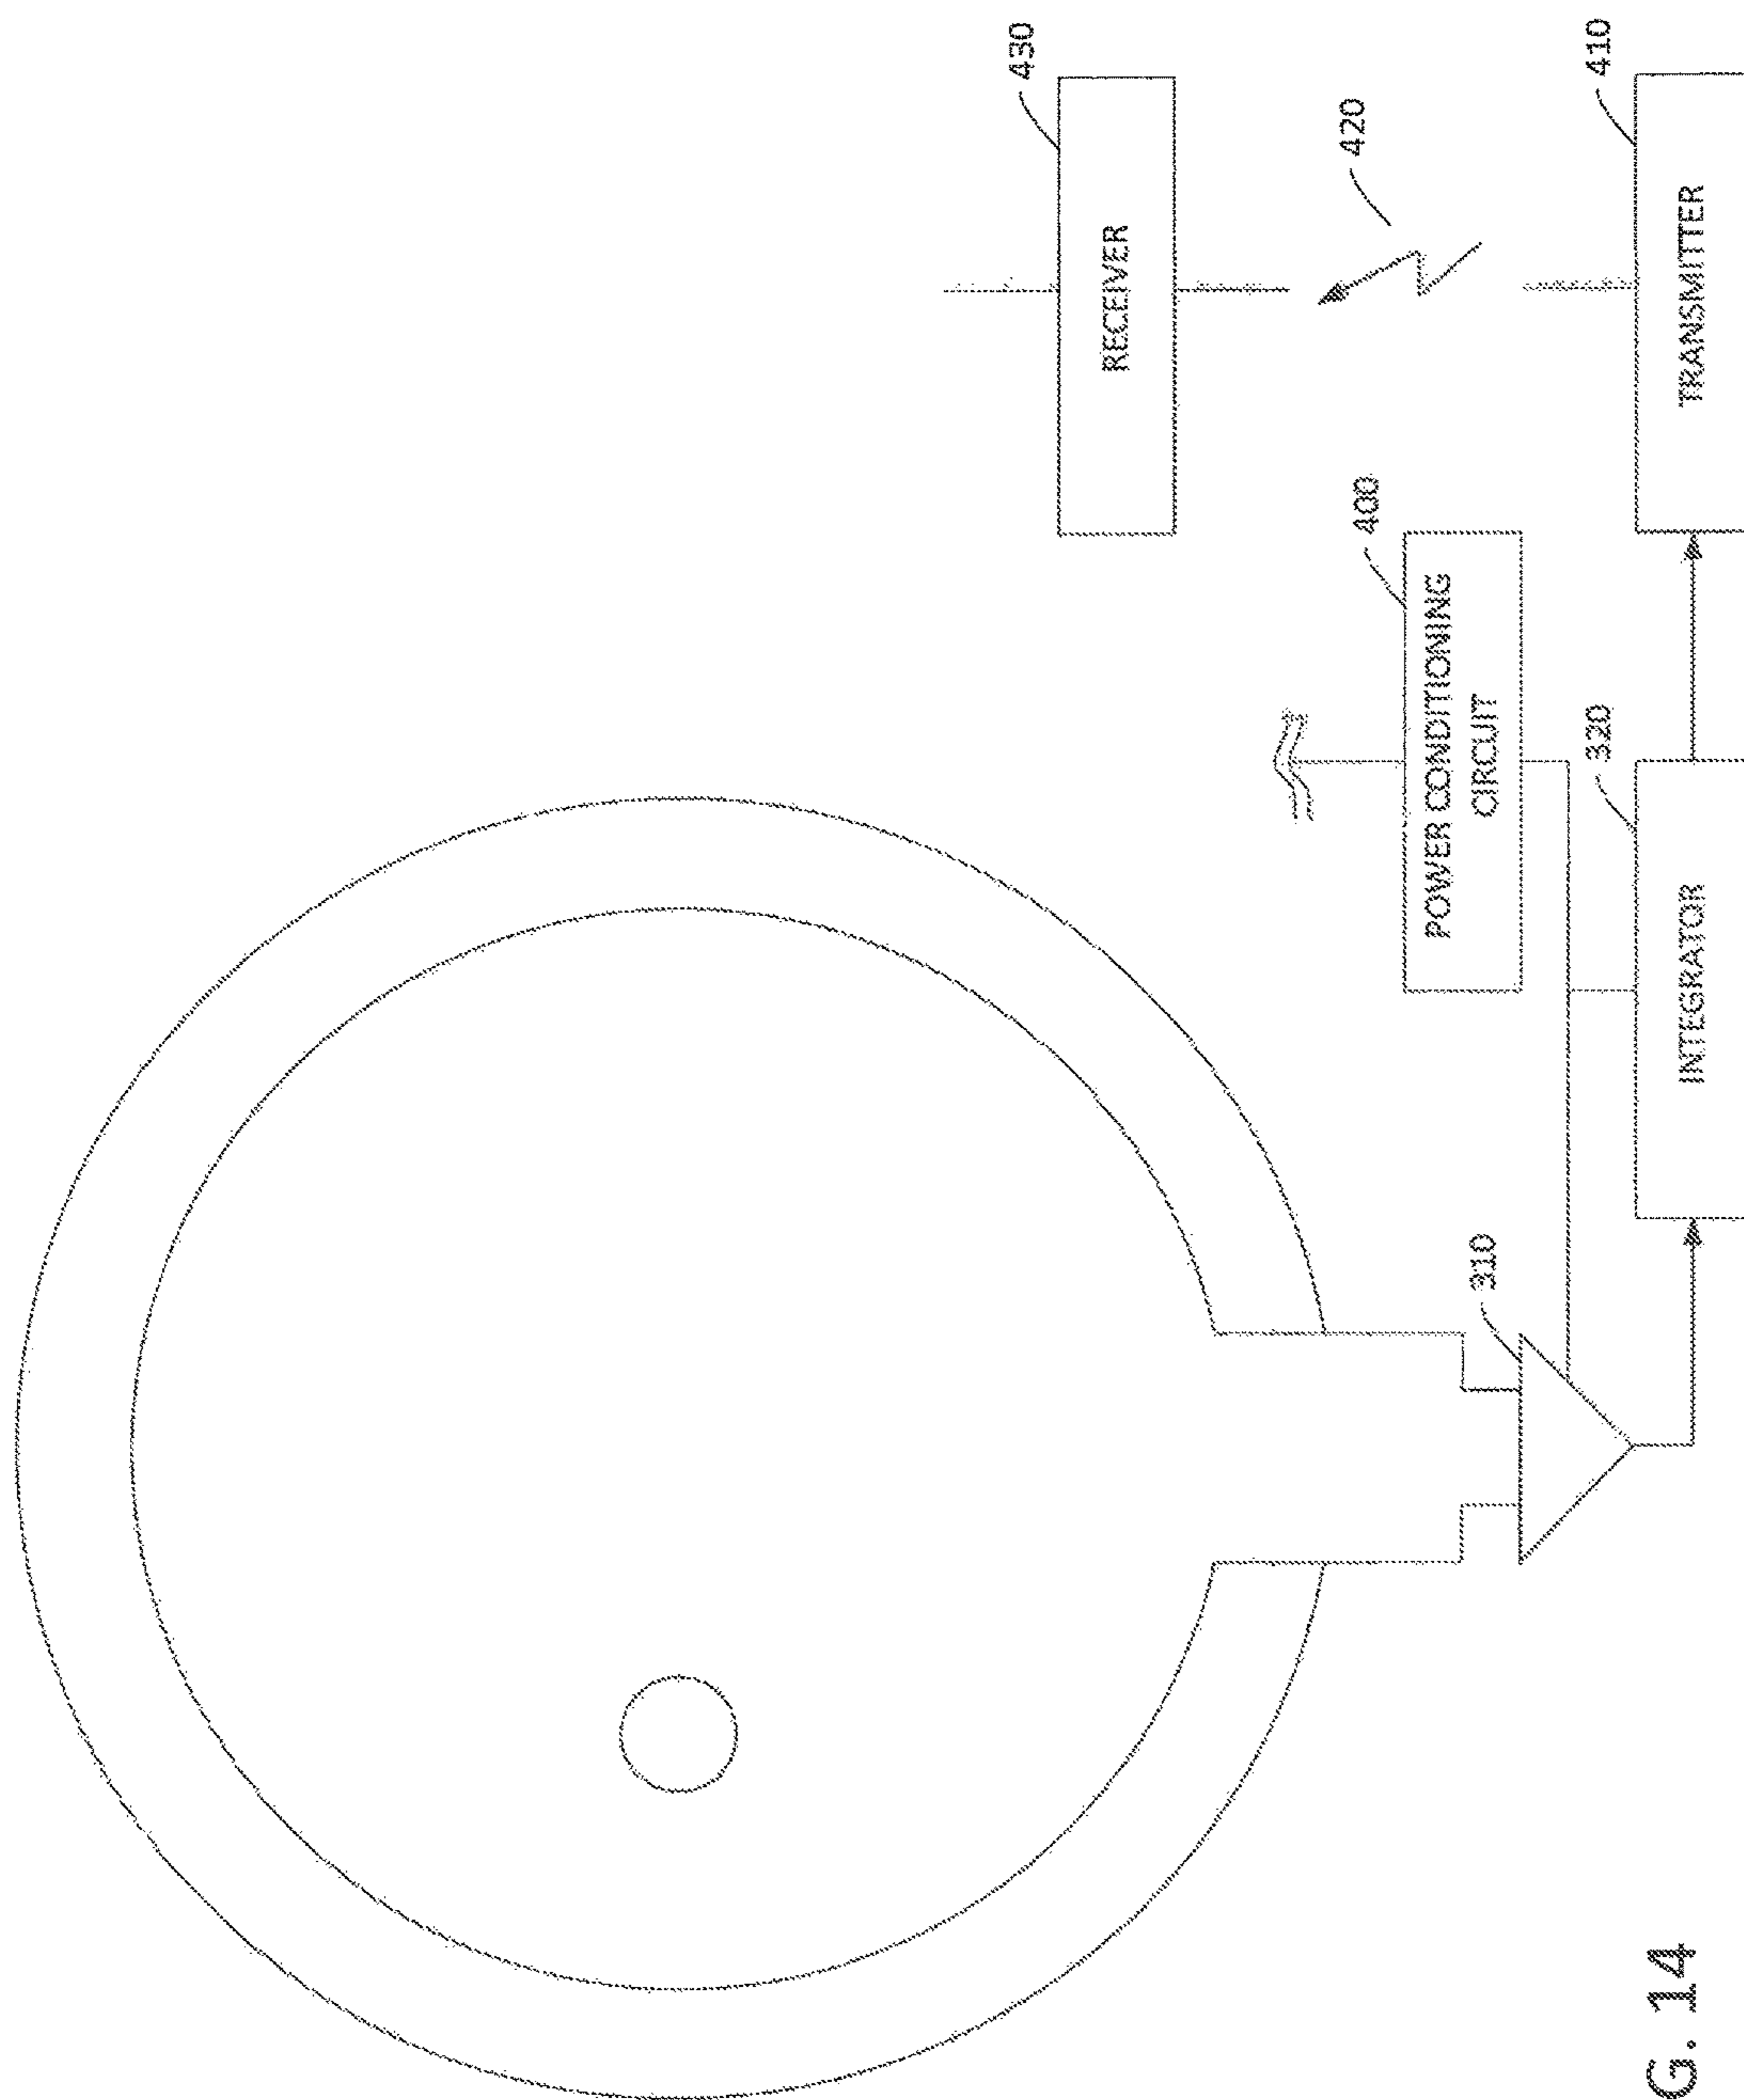 430
RECEIVER
420
410
TRANSMITTER
400
POWER CONDITIONING
CIRCUIT
320
INTEGRATOR
310
G. 14